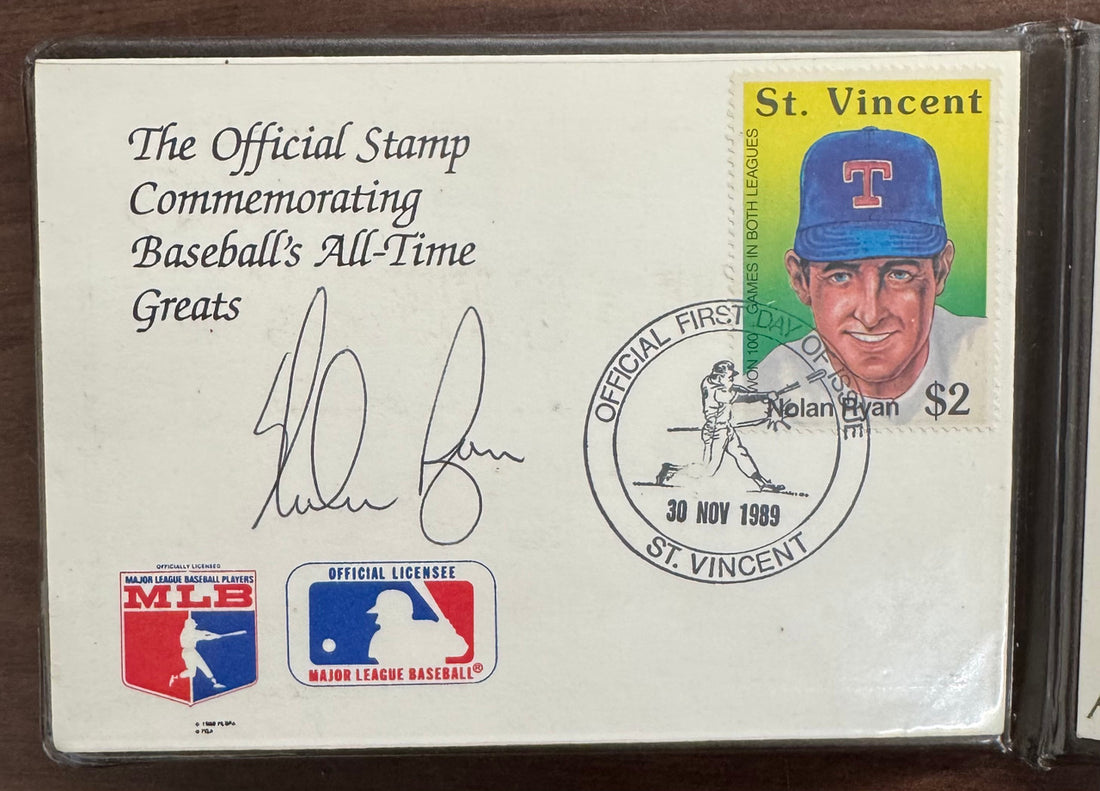 The Official Stamp
Commemorating
Baseball's All-Time
Greats
St. Vincent
WON 100 GAMES IN BOTH LEAGUES
Nolan Ryan $2
OFFICIAL FIRST DAY OF ISSUE
30 NOV 1989
ST. VINCENT
Nolan Ryan
OFFICIALLY LICENSED
MAJOR LEAGUE BASEBALL PLAYERS
MLB
OFFICIAL LICENSEE
MAJOR LEAGUE BASEBALL®
T